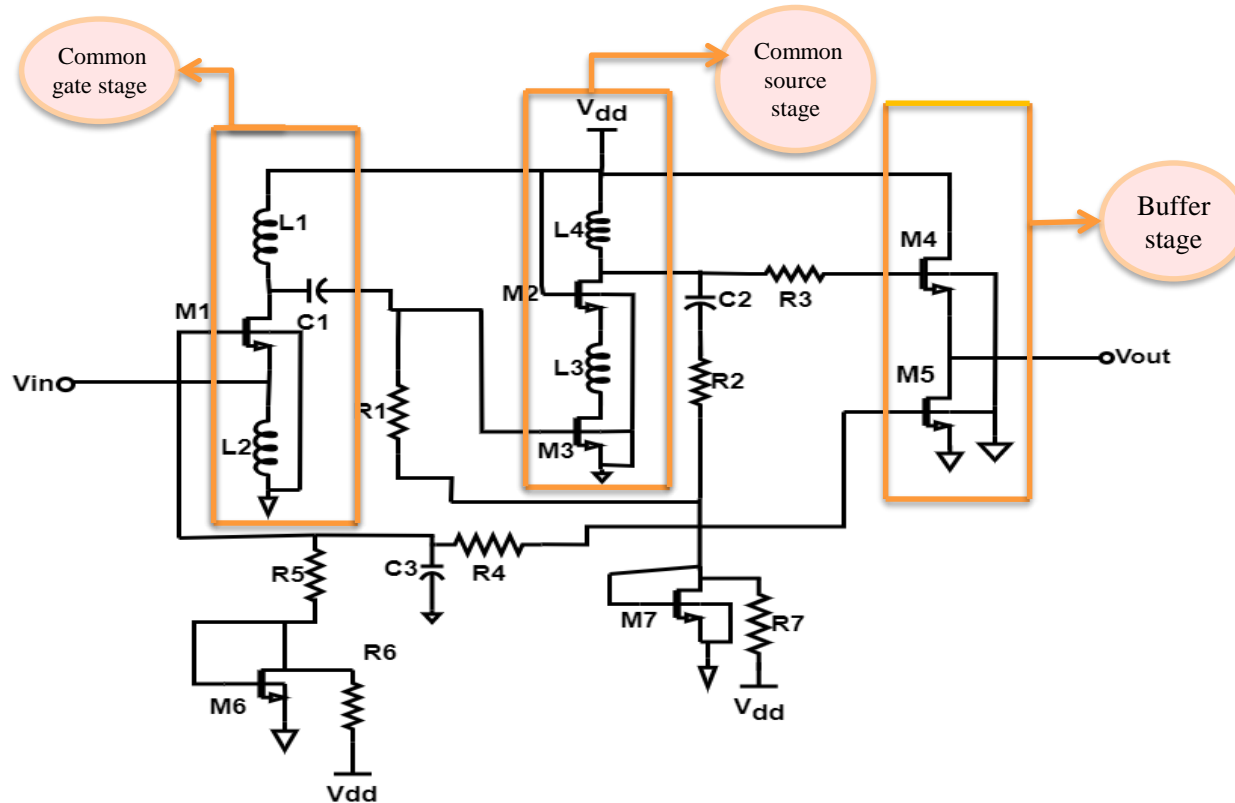 Common
gate stage
Common
source
stage
Buffer
stage
Vdd
L1
L4
M4
M1
C1
M2
C2
R3
Vin
L3
R2
Vout
R1
M5
L2
M3
R5
C3
R4
M7
R7
R6
M6
Vdd
Vdd